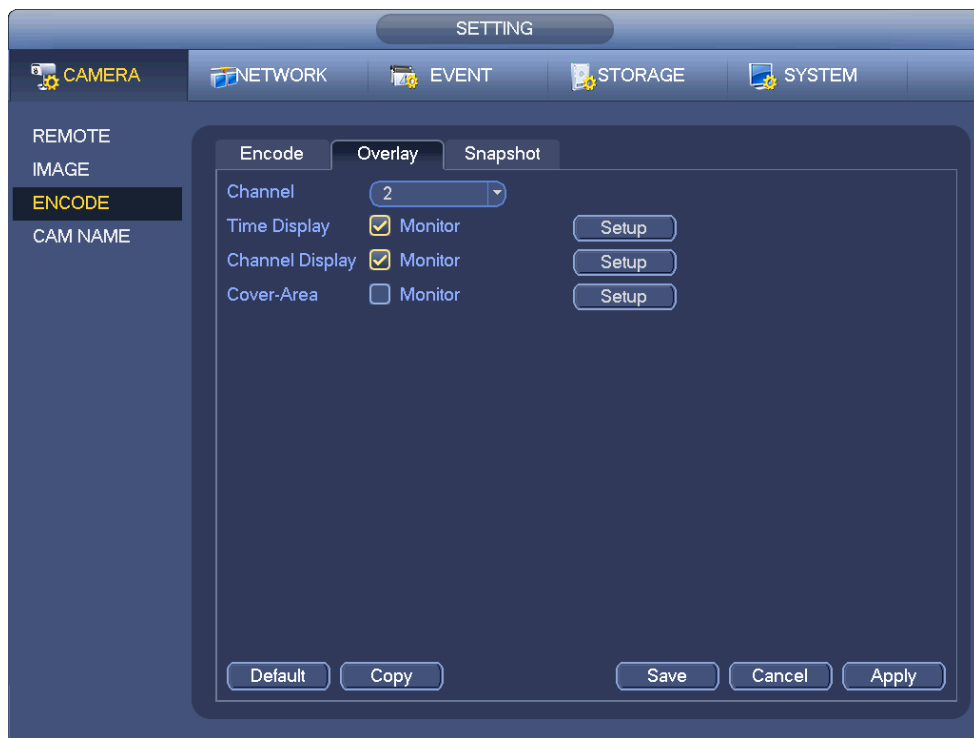 SETTING
CAMERA NETWORK EVENT STORAGE SYSTEM
REMOTE
IMAGE
ENCODE
CAM NAME
Encode Overlay Snapshot
Channel 2
Time Display Monitor Setup
Channel Display Monitor Setup
Cover-Area Monitor Setup
Default Copy Save Cancel Apply